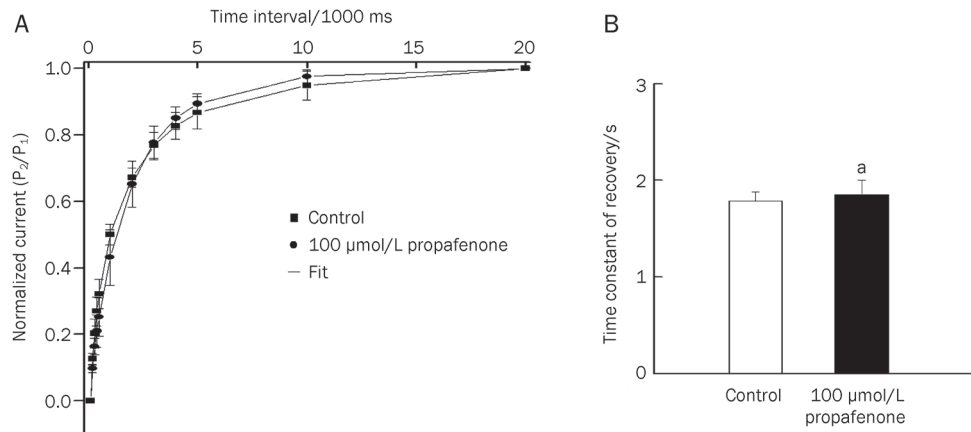 A
Time interval/1000 ms
0 5 10 15 20
1.0
0.8
0.6
0.4
0.2
0.0
Normalized current (P2/P1)
Control
100 µmol/L propafenone
Fit
B
Time constant of recovery/s
3
2
1
0
a
Control
100 µmol/L
propafenone